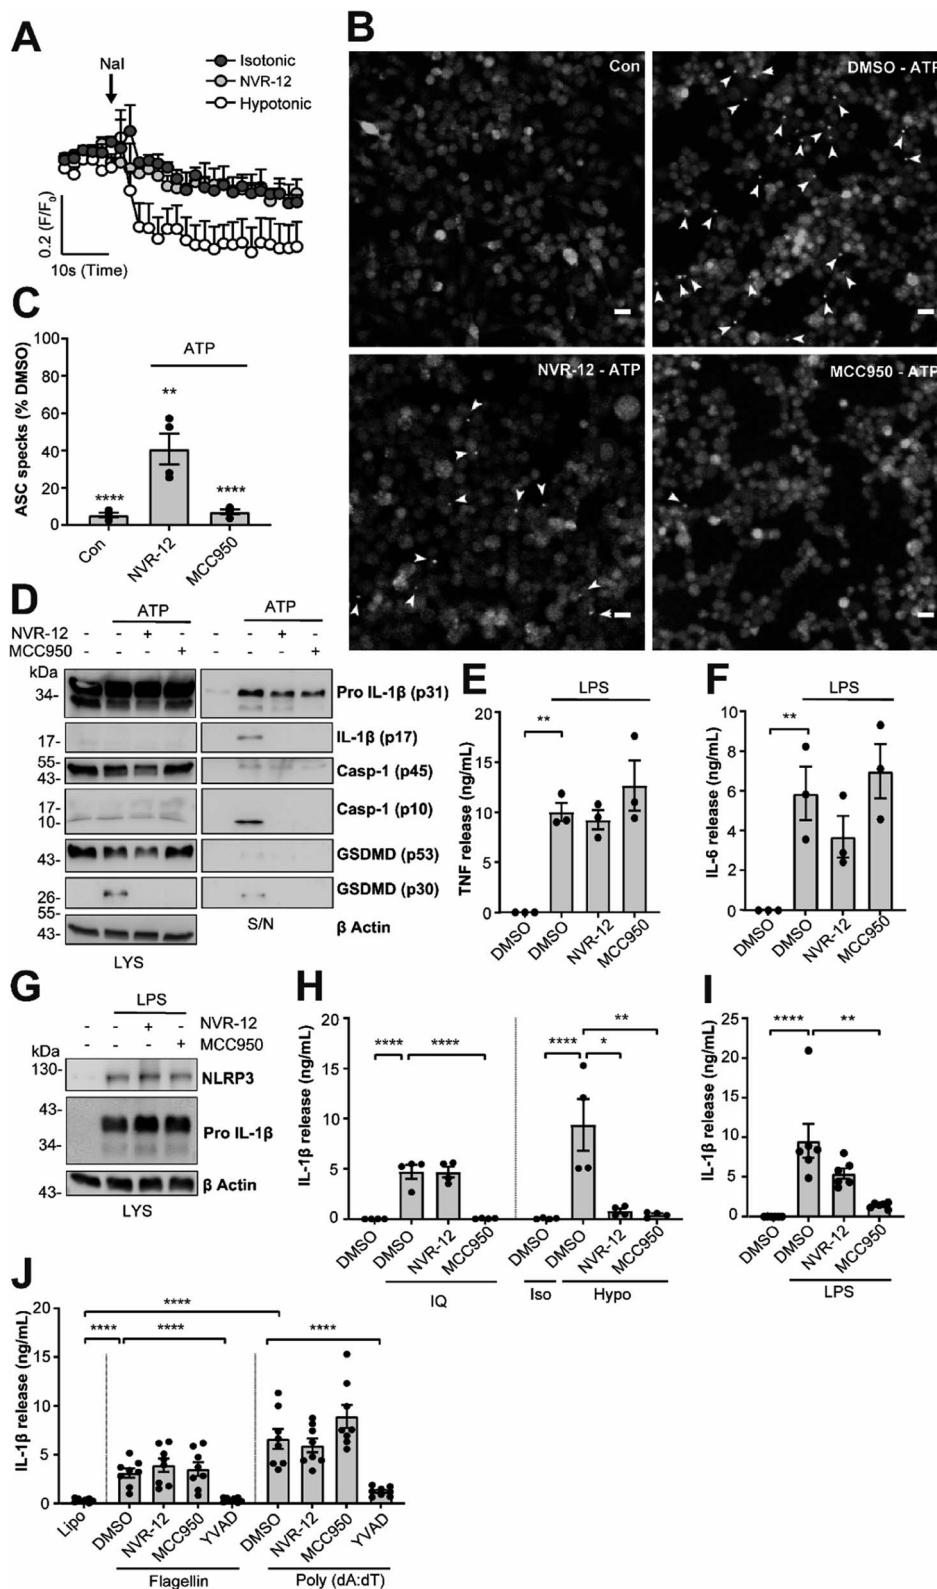 A
NaI
Isotonic
NVR-12
Hypotonic
0.2 (F/F0)
10s (Time)
B
Con
DMSO - ATP
NVR-12 - ATP
MCC950 - ATP
C
ASC specks (% DMSO)
100
80
60
40
20
0
ATP
****
**
****
Con
NVR-12
MCC950
D
ATP
ATP
NVR-12 - - + - - - + -
MCC950 - - - + - - - +
kDa
34-
17-
55-
43-
17-
10-
43-
26-
55-
43-
Pro IL-1β (p31)
IL-1β (p17)
Casp-1 (p45)
Casp-1 (p10)
GSDMD (p53)
GSDMD (p30)
β Actin
S/N
LYS
E
LPS
TNF release (ng/mL)
20
15
10
5
0
**
DMSO
DMSO
NVR-12
MCC950
F
LPS
IL-6 release (ng/mL)
10
8
6
4
2
0
**
DMSO
DMSO
NVR-12
MCC950
G
LPS
- - + - NVR-12
- - - + MCC950
kDa
130-
43-
34-
43-
NLRP3
Pro IL-1β
β Actin
LYS
H
IL-1β release (ng/mL)
20
15
10
5
0
****
****
****
*
**
DMSO
DMSO
NVR-12
MCC950
DMSO
DMSO
NVR-12
MCC950
IQ
Iso
Hypo
I
IL-1β release (ng/mL)
25
20
15
10
5
0
****
**
DMSO
DMSO
NVR-12
MCC950
LPS
J
IL-1β release (ng/mL)
20
15
10
5
0
****
****
****
****
Lipo
DMSO
NVR-12
MCC950
YVAD
DMSO
NVR-12
MCC950
YVAD
Flagellin
Poly (dA:dT)